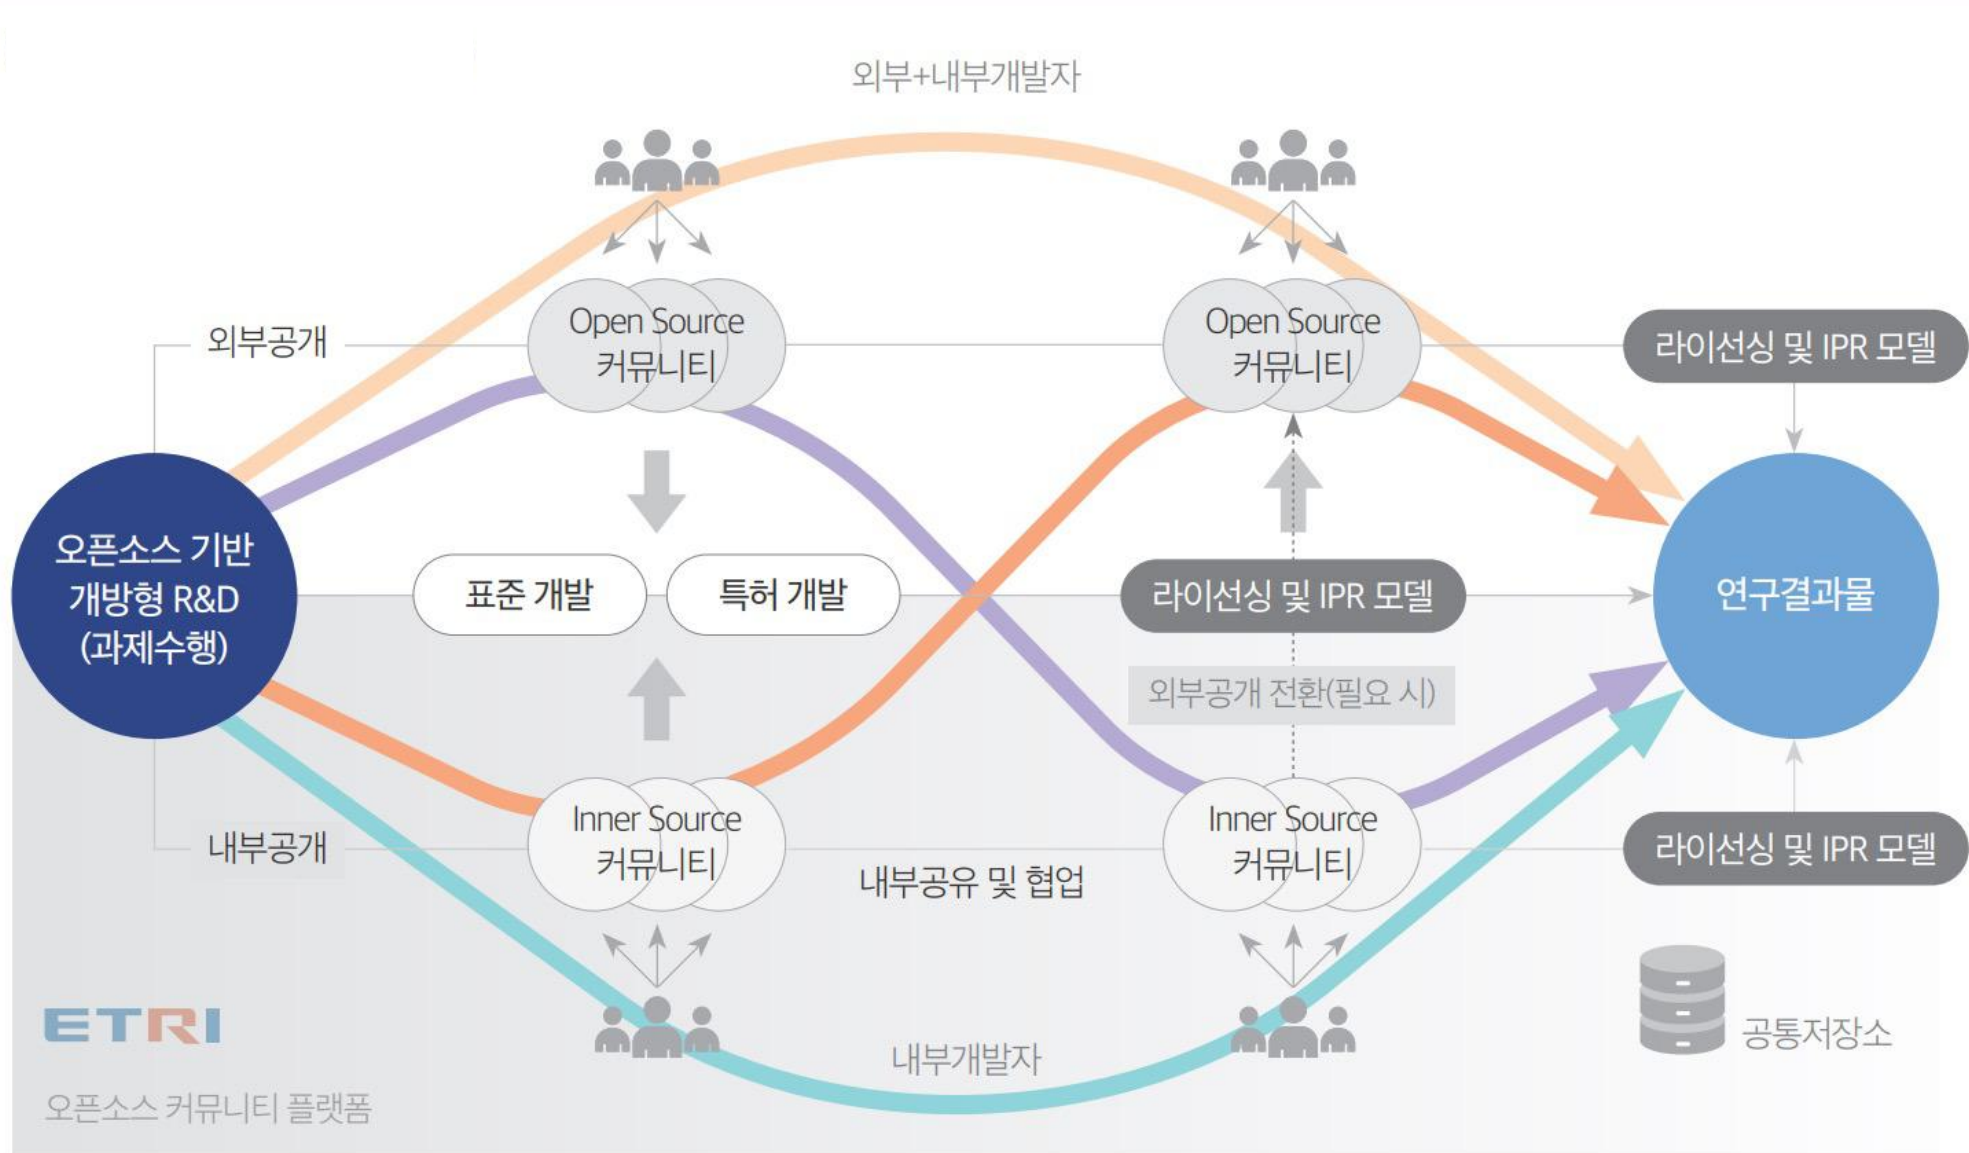 외부+내부개발자
외부공개
Open Source
커뮤니티
Open Source
커뮤니티
라이선싱 및 IPR 모델
오픈소스 기반
개방형 R&D
(과제수행)
표준 개발
특허 개발
라이선싱 및 IPR 모델
연구결과물
외부공개 전환(필요 시)
내부공개
Inner Source
커뮤니티
내부공유 및 협업
Inner Source
커뮤니티
라이선싱 및 IPR 모델
내부개발자
공통저장소
ETRI
오픈소스 커뮤니티 플랫폼